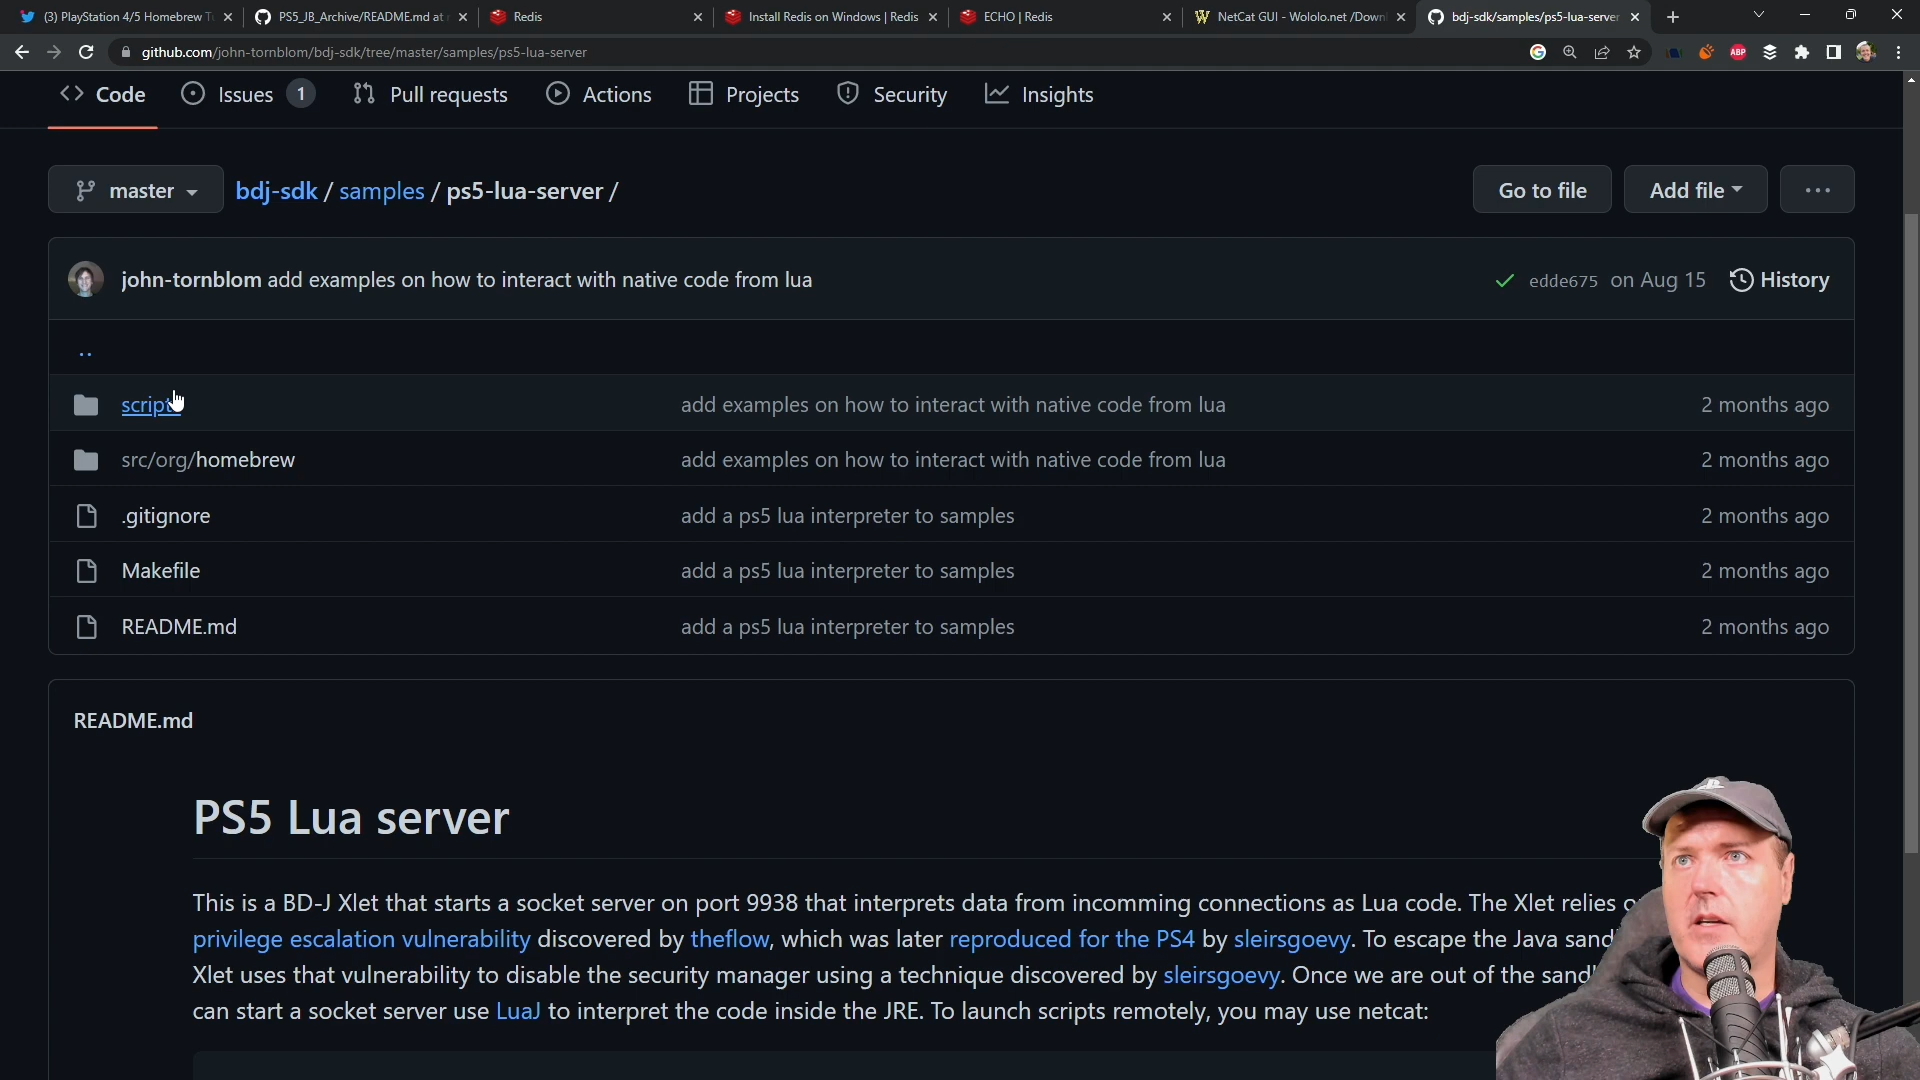 (3) PlayStation 4/5 Homebrew
PS5_JB_Archive/README.md at
Redis
Install Redis on Windows | Redis
ECHO | Redis
NetCat GUI - Wololo.net /Down
bdj-sdk/samples/ps5-lua-server
github.com/john-tornblom/bdj-sdk/tree/master/samples/ps5-lua-server
ABP
Code
Issues 1
Pull requests
Actions
Projects
Security
Insights
master
bdj-sdk / samples / ps5-lua-server /
Go to file
Add file
...
john-tornblom add examples on how to interact with native code from lua
edde675 on Aug 15
History
..
script
add examples on how to interact with native code from lua
2 months ago
src/org/homebrew
add examples on how to interact with native code from lua
2 months ago
.gitignore
add a ps5 lua interpreter to samples
2 months ago
Makefile
add a ps5 lua interpreter to samples
2 months ago
README.md
add a ps5 lua interpreter to samples
2 months ago
README.md
PS5 Lua server
This is a BD-J Xlet that starts a socket server on port 9938 that interprets data from incomming connections as Lua code. The Xlet relies
privilege escalation vulnerability discovered by theflow, which was later reproduced for the PS4 by sleirsgoevy. To escape the Java sand
Xlet uses that vulnerability to disable the security manager using a technique discovered by sleirsgoevy. Once we are out of the sand
can start a socket server use LuaJ to interpret the code inside the JRE. To launch scripts remotely, you may use netcat: